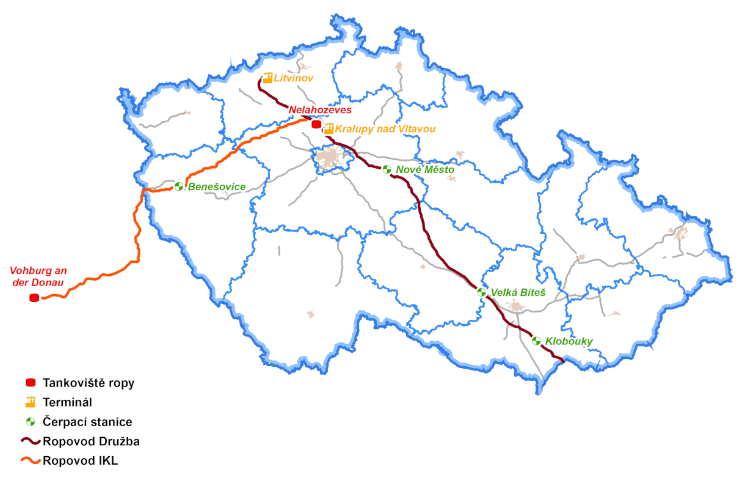 Litvínov
Nelahozeves
Kralupy nad Vltavou
Nové Město
Benešovice
Vohburg an
der Donau
Velká Bíteš
Klobouky
Tankoviště ropy
Terminál
Čerpací stanice
Ropovod Družba
Ropovod IKL